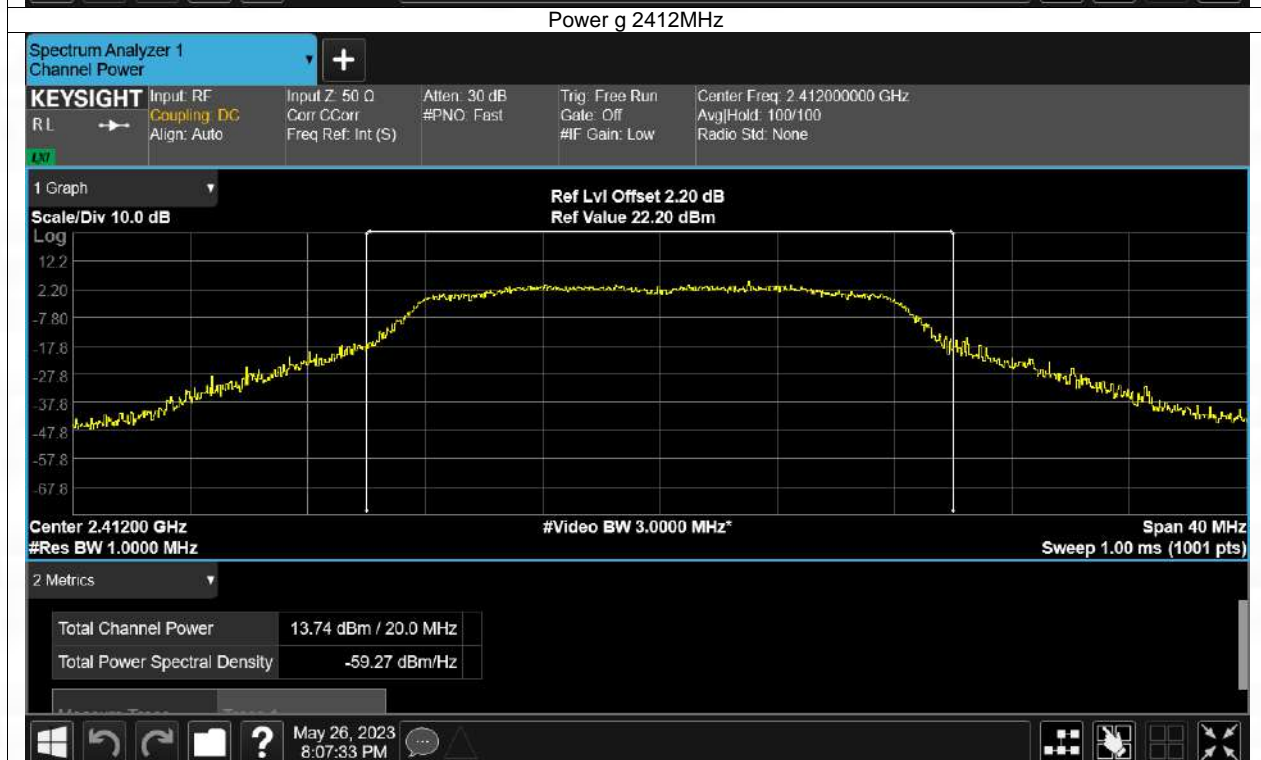 Power g 2412MHz
Spectrum Analyzer 1
Channel Power
+
KEYSIGHT
RL
LXI
Input: RF
Coupling: DC
Align: Auto
Input Z: 50 Ω
Corr CCorr
Freq Ref: Int (S)
Atten: 30 dB
#PNO: Fast
Trig: Free Run
Gate: Off
#IF Gain: Low
Center Freq: 2.412000000 GHz
Avg|Hold: 100/100
Radio Std: None
1 Graph
Scale/Div 10.0 dB
Ref Lvl Offset 2.20 dB
Ref Value 22.20 dBm
Log
12.2
2.20
-7.80
-17.8
-27.8
-37.8
-47.8
-57.8
-67.8
Center 2.41200 GHz
#Res BW 1.0000 MHz
#Video BW 3.0000 MHz*
Span 40 MHz
Sweep 1.00 ms (1001 pts)
2 Metrics
Total Channel Power 13.74 dBm / 20.0 MHz
Total Power Spectral Density -59.27 dBm/Hz
?
May 26, 2023
8:07:33 PM